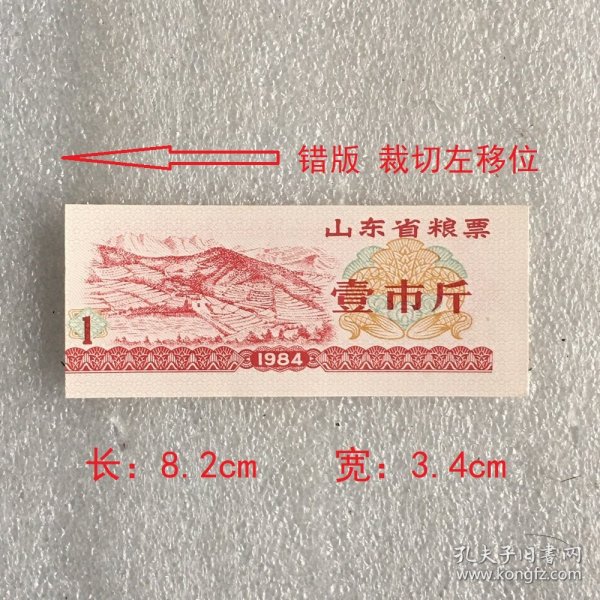 错版 裁切左移位
山东省粮票
壹市斤
1
1984
长：8.2cm 宽：3.4cm
孔夫子旧書网
www.kongfz.com